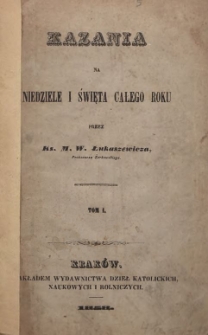 KAZANIA
NA
NIEDZIELE I ŚWIĘTA CAŁEGO ROKU
PRZEZ
Ks. M. W. Łukaszewicza,
TOM I.
KRAKÓW.
NAKŁADEM WYDAWNICTWA DZIEŁ KATOLICKICH,
NAUKOWYCH I ROLNICZYCH.